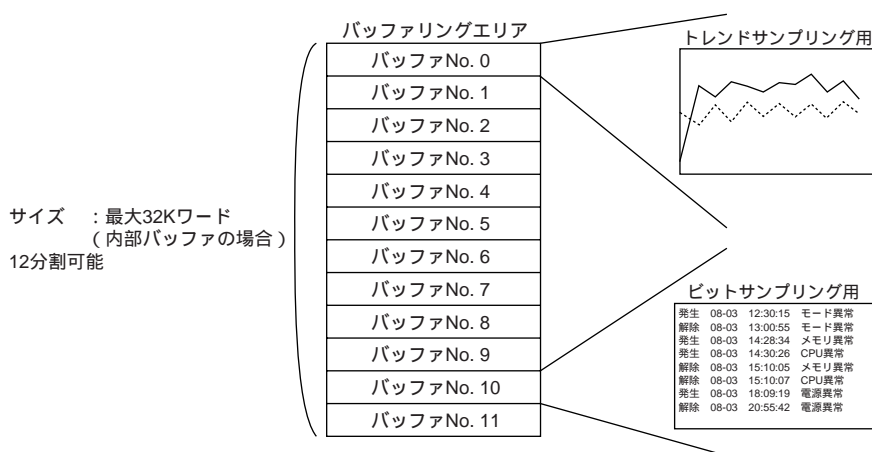 バッファリングエリア
バッファNo. 0
バッファNo. 1
バッファNo. 2
バッファNo. 3
バッファNo. 4
バッファNo. 5
バッファNo. 6
バッファNo. 7
バッファNo. 8
バッファNo. 9
バッファNo. 10
バッファNo. 11
サイズ　：最大32Kワード
（内部バッファの場合）
12分割可能
トレンドサンプリング用
ビットサンプリング用
発生 08-03 12:30:15 モード異常
解除 08-03 13:00:55 モード異常
発生 08-03 14:28:34 メモリ異常
発生 08-03 14:30:26 CPU異常
解除 08-03 15:10:05 メモリ異常
解除 08-03 15:10:07 CPU異常
発生 08-03 18:09:19 電源異常
解除 08-03 20:55:42 電源異常